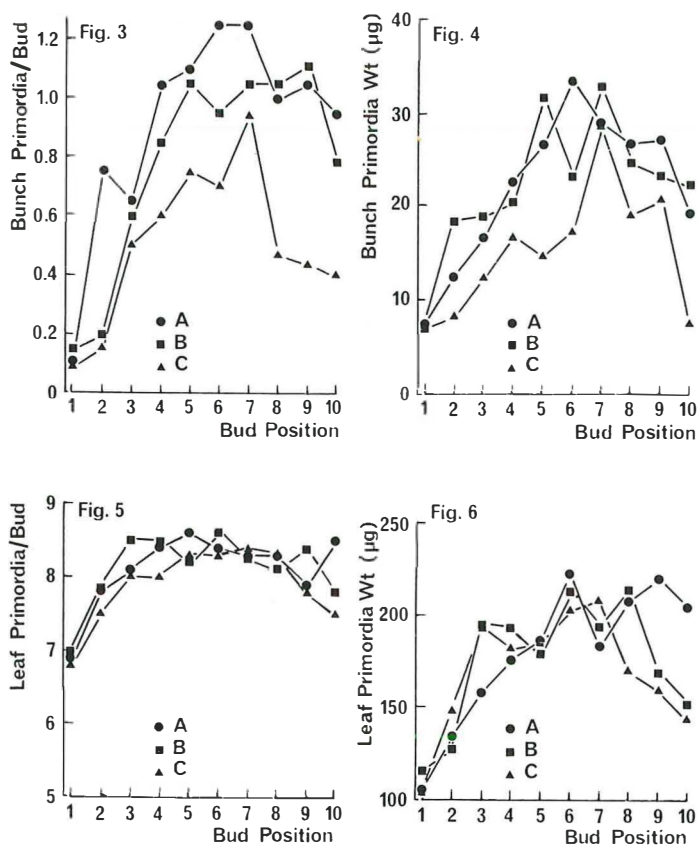 Fig. 3
Bunch Primordia/Bud
1.2
1.0
0.8
0.6
0.4
0.2
0
A
B
C
1 2 3 4 5 6 7 8 9 10
Bud Position
Fig. 4
Bunch Primordia Wt (µg)
40
30
20
10
0
A
B
C
1 2 3 4 5 6 7 8 9 10
Bud Position
Fig. 5
Leaf Primordia/Bud
9
8
7
6
5
A
B
C
1 2 3 4 5 6 7 8 9 10
Bud Position
Fig. 6
Leaf Primordia Wt (µg)
250
200
150
100
A
B
C
1 2 3 4 5 6 7 8 9 10
Bud Position